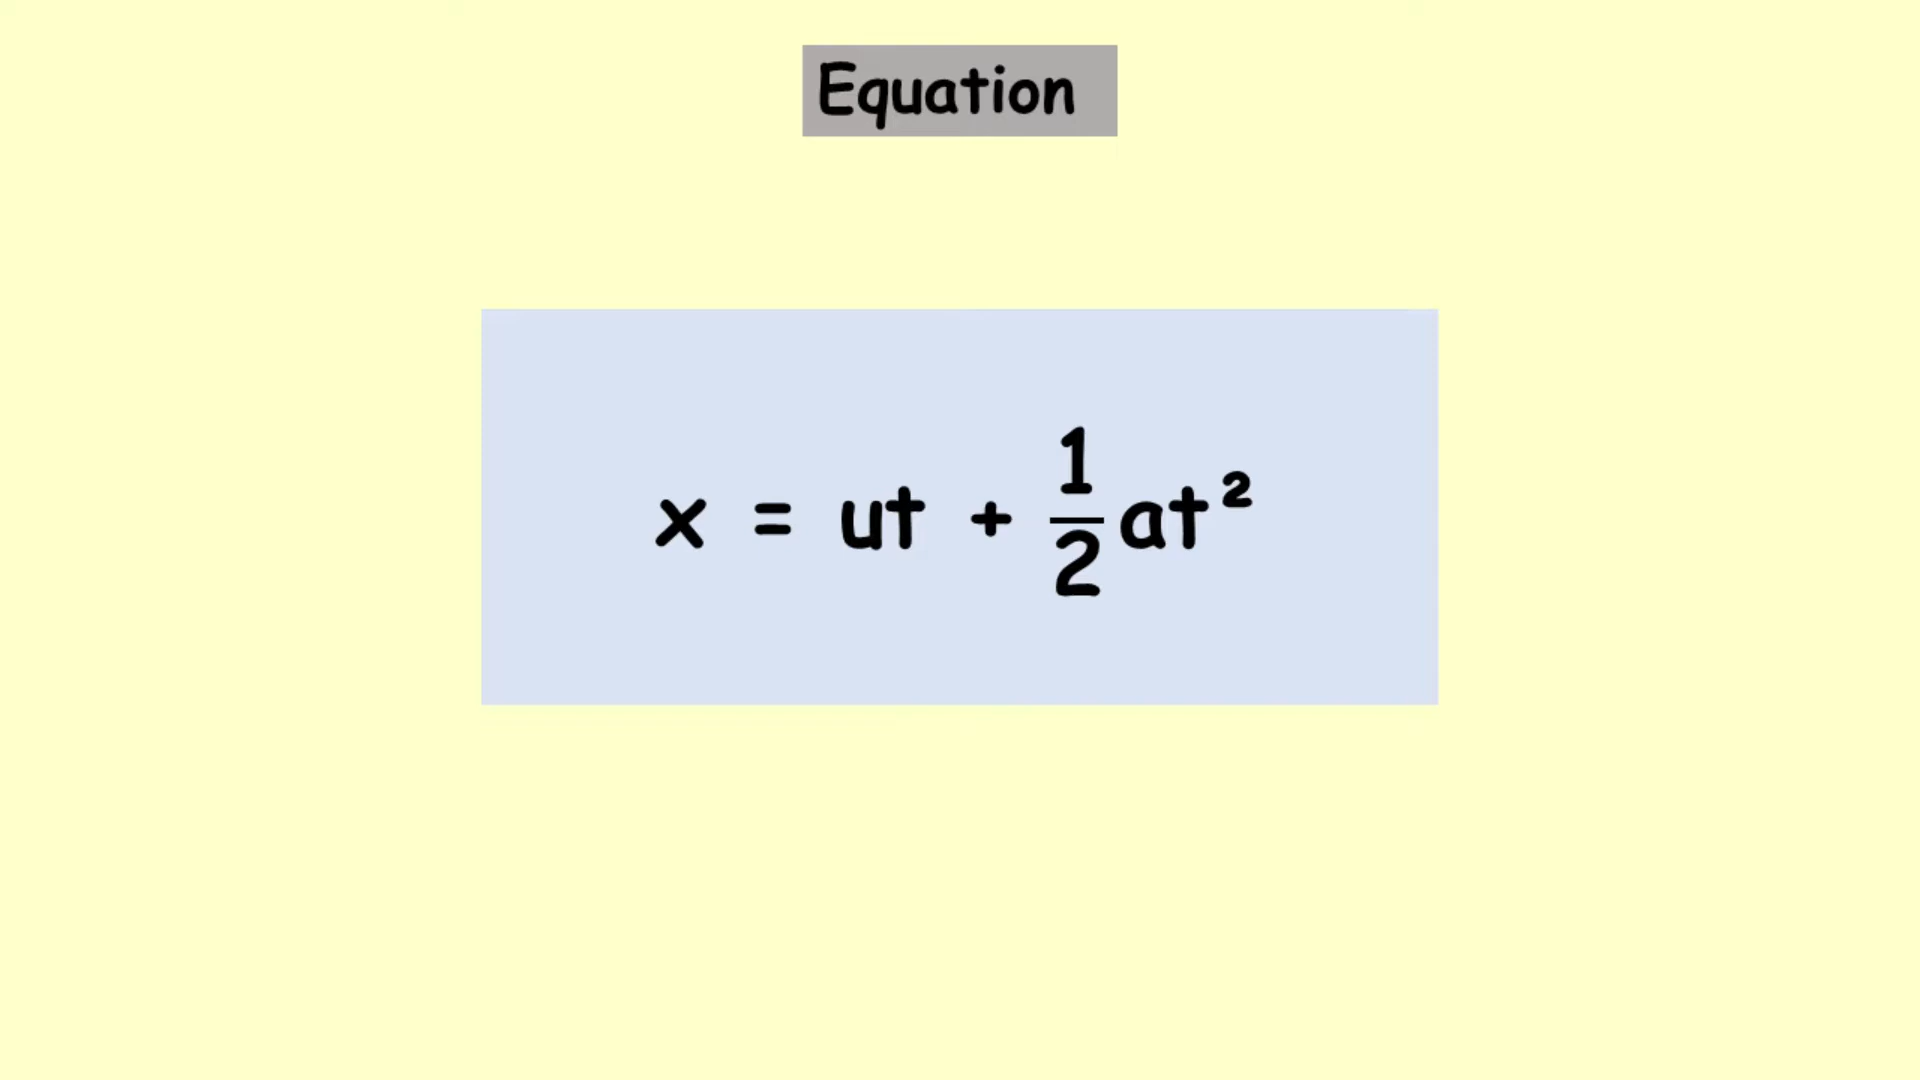 Equation
x = ut + 1/2 at²